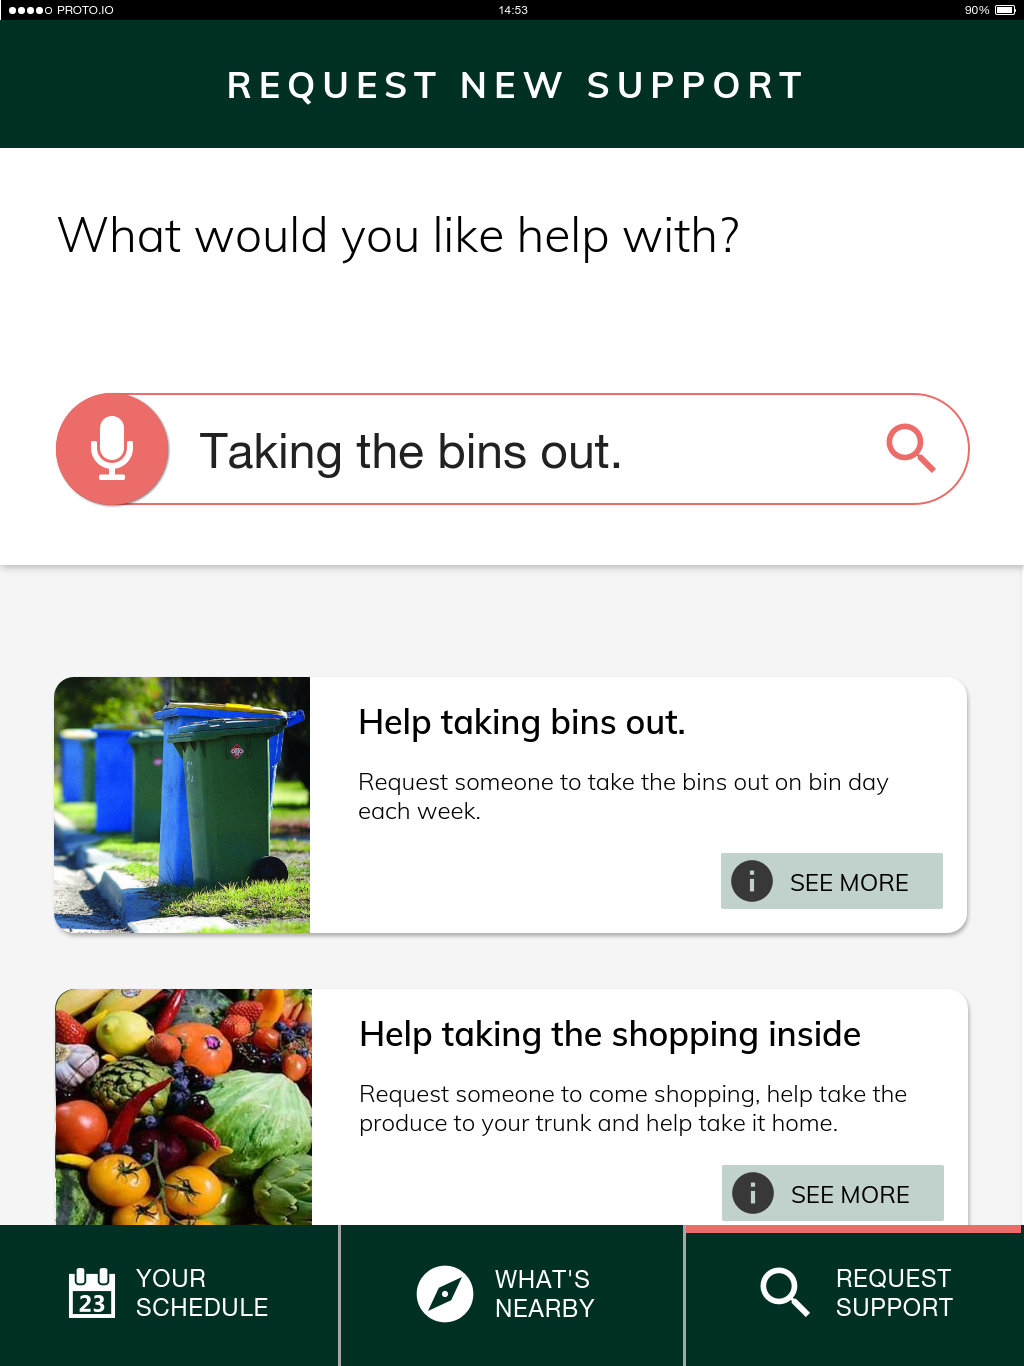 PROTO.IO 14:53 90%
REQUEST NEW SUPPORT
What would you like help with?
Taking the bins out.
Help taking bins out.
Request someone to take the bins out on bin day
each week.
SEE MORE
Help taking the shopping inside
Request someone to come shopping, help take the
produce to your trunk and help take it home.
SEE MORE
23
YOUR
SCHEDULE
WHAT'S
NEARBY
REQUEST
SUPPORT